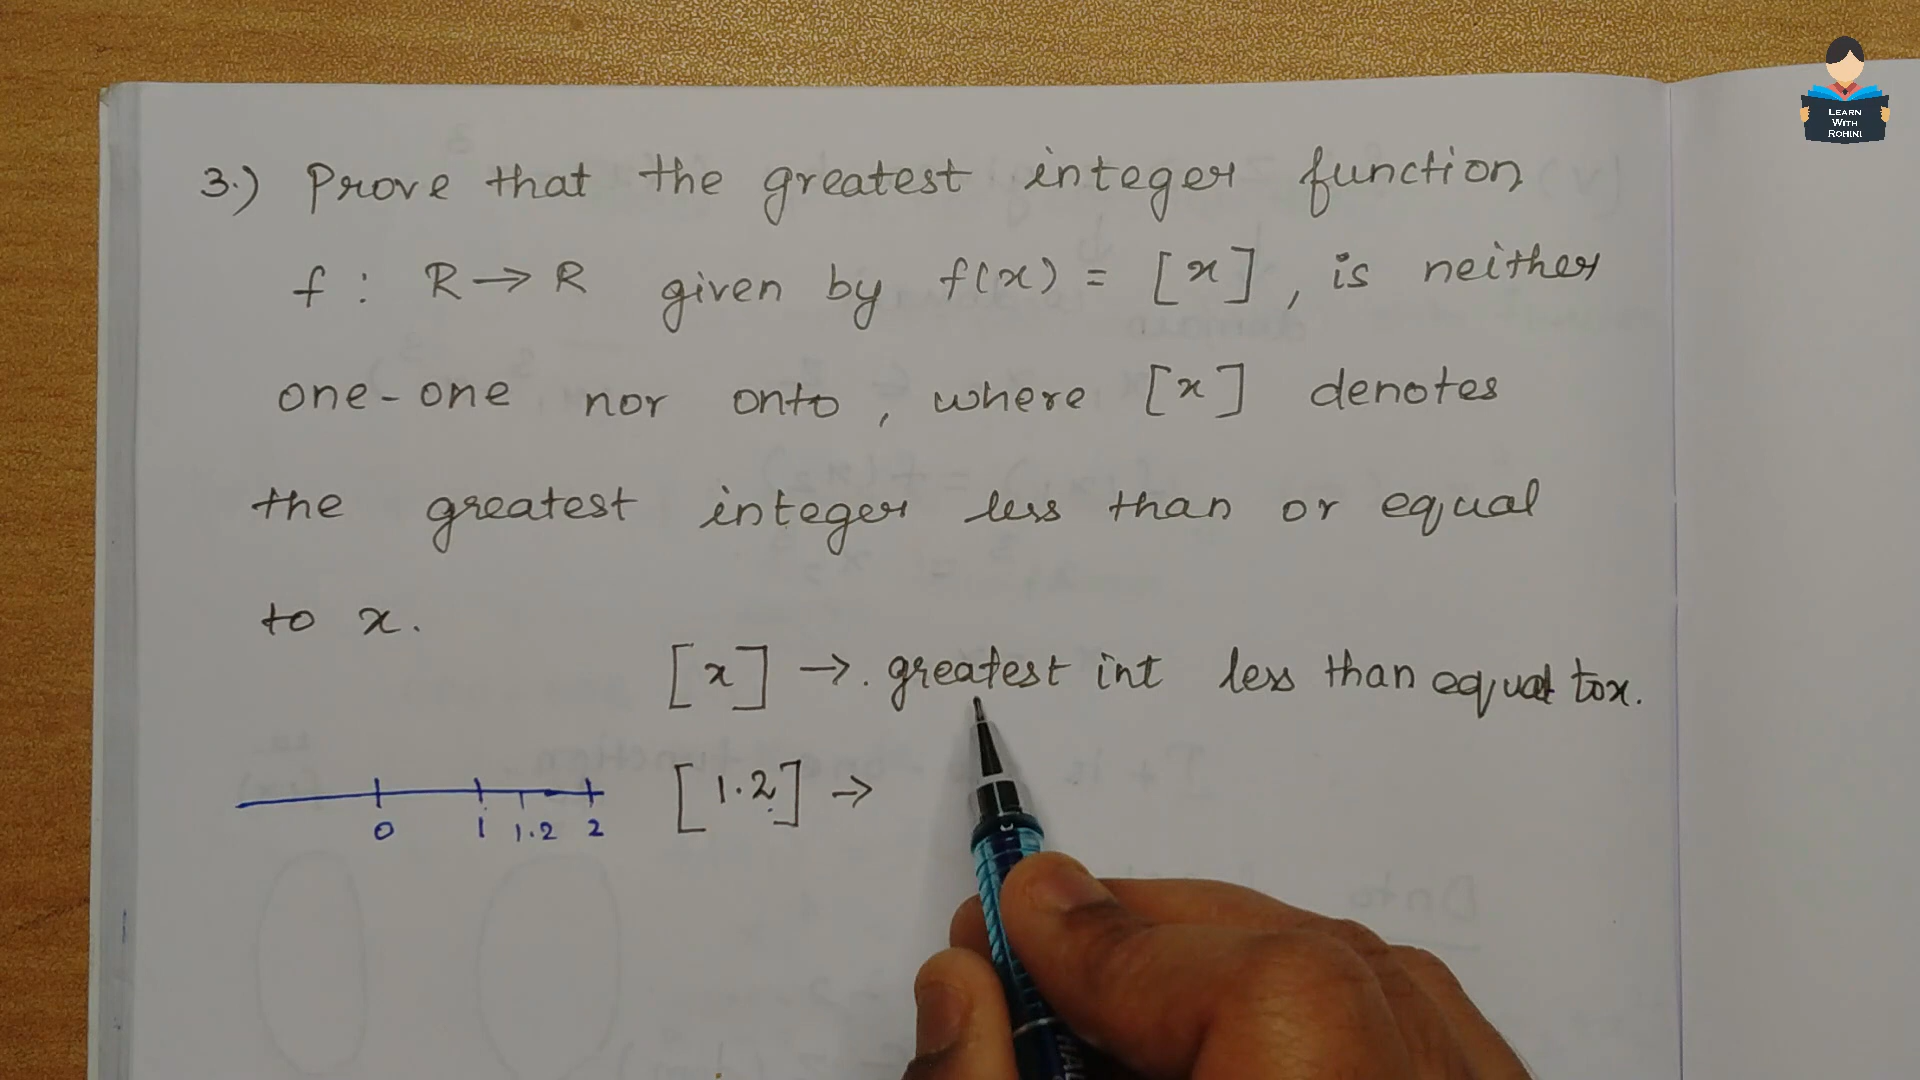 LEARN
WITH
ROHINI
3.) Prove that the greatest integer function
f : R → R given by f(x) = [x], is neither
one-one nor onto, where [x] denotes
the greatest integer less than or equal
to x.
[x] → . greatest int less than equal to x.
[1.2] →
0 1 1.2 2